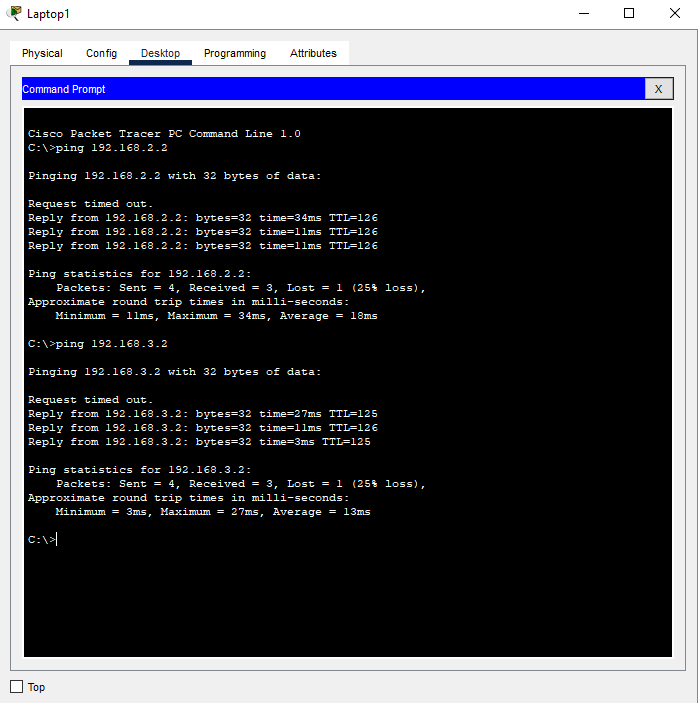 Laptop1
Physical Config Desktop Programming Attributes
Command Prompt X
Cisco Packet Tracer PC Command Line 1.0
C:\>ping 192.168.2.2
Pinging 192.168.2.2 with 32 bytes of data:
Request timed out.
Reply from 192.168.2.2: bytes=32 time=34ms TTL=126
Reply from 192.168.2.2: bytes=32 time=11ms TTL=126
Reply from 192.168.2.2: bytes=32 time=11ms TTL=126
Ping statistics for 192.168.2.2:
    Packets: Sent = 4, Received = 3, Lost = 1 (25% loss),
Approximate round trip times in milli-seconds:
    Minimum = 11ms, Maximum = 34ms, Average = 18ms
C:\>ping 192.168.3.2
Pinging 192.168.3.2 with 32 bytes of data:
Request timed out.
Reply from 192.168.3.2: bytes=32 time=27ms TTL=125
Reply from 192.168.3.2: bytes=32 time=11ms TTL=126
Reply from 192.168.3.2: bytes=32 time=3ms TTL=125
Ping statistics for 192.168.3.2:
    Packets: Sent = 4, Received = 3, Lost = 1 (25% loss),
Approximate round trip times in milli-seconds:
    Minimum = 3ms, Maximum = 27ms, Average = 13ms
C:\>
Top